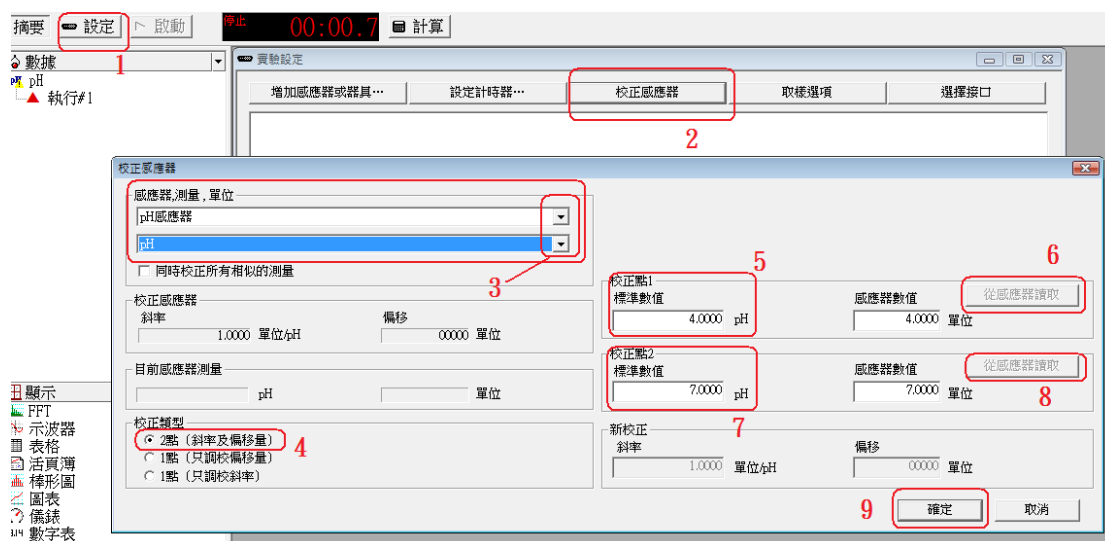 摘要 設定 啟動 停止 00:00.7 計算
1
數據
pH pH
執行#1
實驗設定
增加感應器或器具… 設定計時器… 校正感應器 取樣選項 選擇接口
2
校正感應器
感應器,測量,單位
pH感應器
pH
同時校正所有相似的測量
3
校正感應器
斜率 偏移
1.0000 單位/pH 00000 單位
目前感應器測量
pH 單位
校正類型
2點（斜率及偏移量）
4
1點（只調校偏移量）
1點（只調校斜率）
5
6
校正點1
標準數值 感應器數值 從感應器讀取
4.0000 pH 4.0000 單位
校正點2
標準數值 感應器數值 從感應器讀取
7.0000 pH 7.0000 單位
7
8
新校正
斜率 偏移
1.0000 單位/pH 00000 單位
9 確定 取消
顯示
FFT
示波器
表格
活頁簿
棒形圖
圖表
儀錶
3.14 數字表